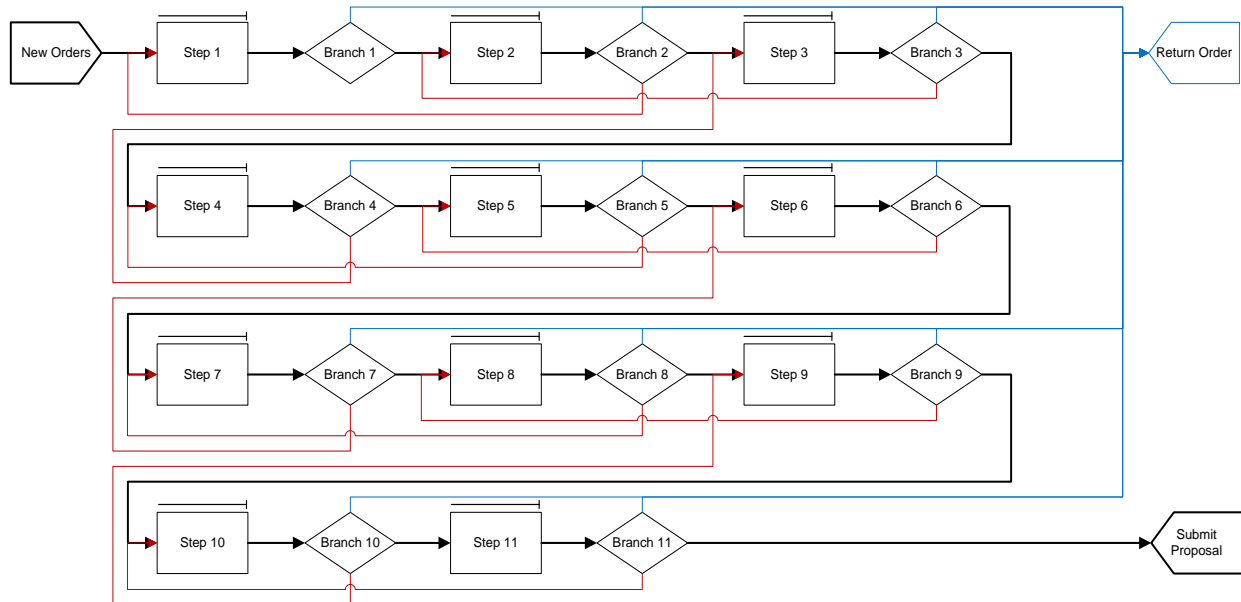 New Orders
Step 1
Branch 1
Step 2
Branch 2
Step 3
Branch 3
Return Order
Step 4
Branch 4
Step 5
Branch 5
Step 6
Branch 6
Step 7
Branch 7
Step 8
Branch 8
Step 9
Branch 9
Step 10
Branch 10
Step 11
Branch 11
Submit
Proposal